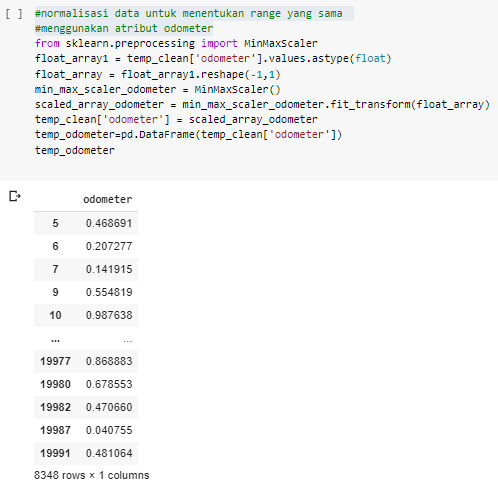 [ ] #normalisasi data untuk menentukan range yang sama
#menggunakan atribut odometer
from sklearn.preprocessing import MinMaxScaler
float_array1 = temp_clean['odometer'].values.astype(float)
float_array = float_array1.reshape(-1,1)
min_max_scaler_odometer = MinMaxScaler()
scaled_array_odometer = min_max_scaler_odometer.fit_transform(float_array)
temp_clean['odometer'] = scaled_array_odometer
temp_odometer=pd.DataFrame(temp_clean['odometer'])
temp_odometer
odometer
5 0.468691
6 0.207277
7 0.141915
9 0.554819
10 0.987638
... ...
19977 0.868883
19980 0.678553
19982 0.470660
19987 0.040755
19991 0.481064
8348 rows × 1 columns